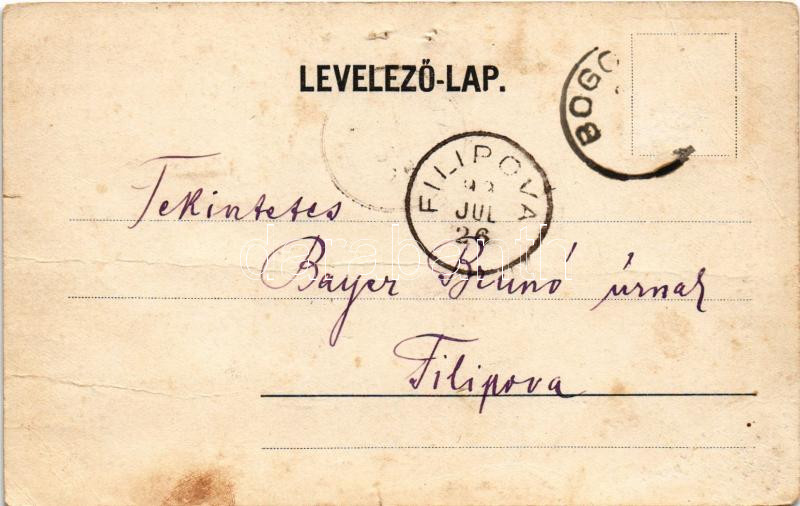 LEVELEZŐ-LAP.
BOGO
FILIPOVA
JUL
26
Tekintetes
Bayer Brunó úrnak
Filipova